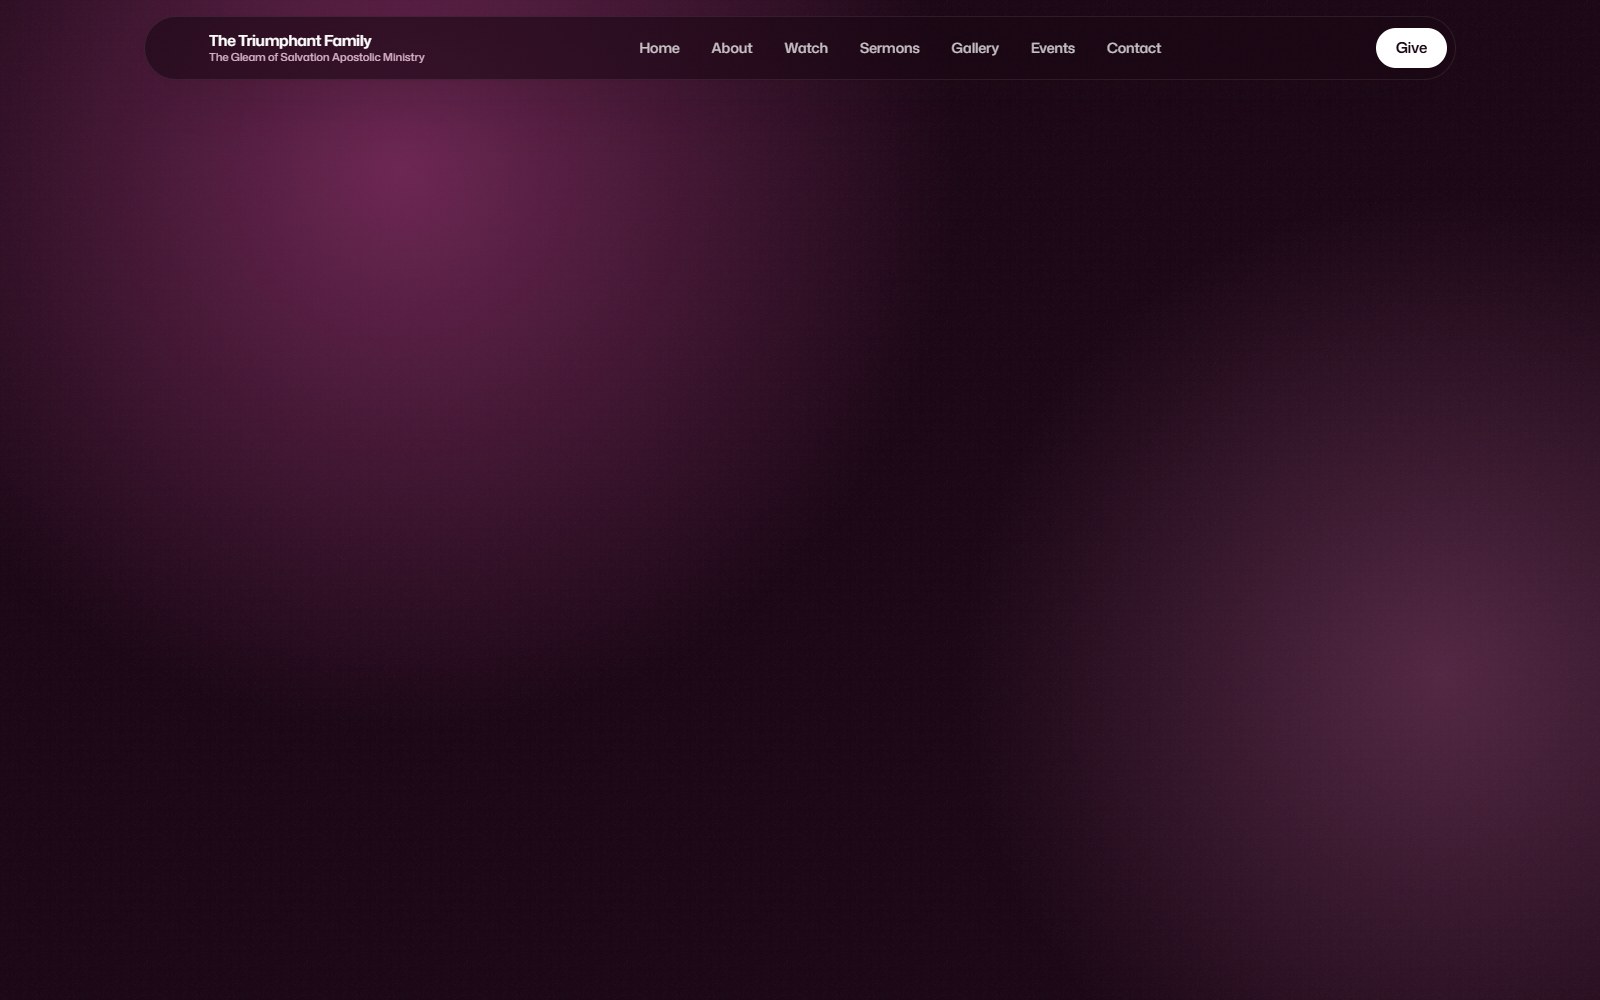 The Triumphant Family
The Gleam of Salvation Apostolic Ministry
Home
About
Watch
Sermons
Gallery
Events
Contact
Give